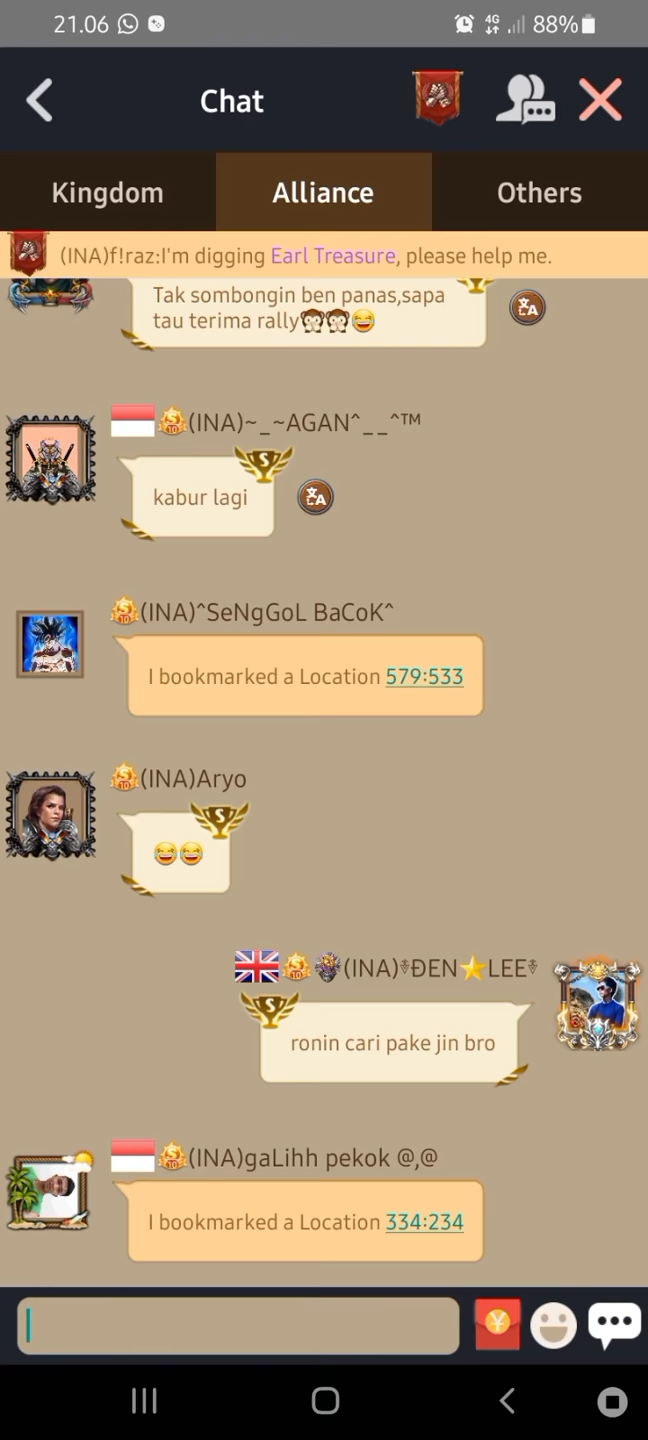 21.06 4G 88%
Chat
Kingdom Alliance Others
(INA)f!raz:I'm digging Earl Treasure, please help me.
Tak sombongin ben panas,sapa
tau terima rally🙊🙊😂
(INA)~_~AGAN^__^™
kabur lagi
(INA)^SeNgGoL BaCoK^
I bookmarked a Location 579:533
(INA)Aryo
😂😂
(INA)⚵ĐEN⭐LEE⚵
ronin cari pake jin bro
(INA)gaLihh pekok @,@
I bookmarked a Location 334:234